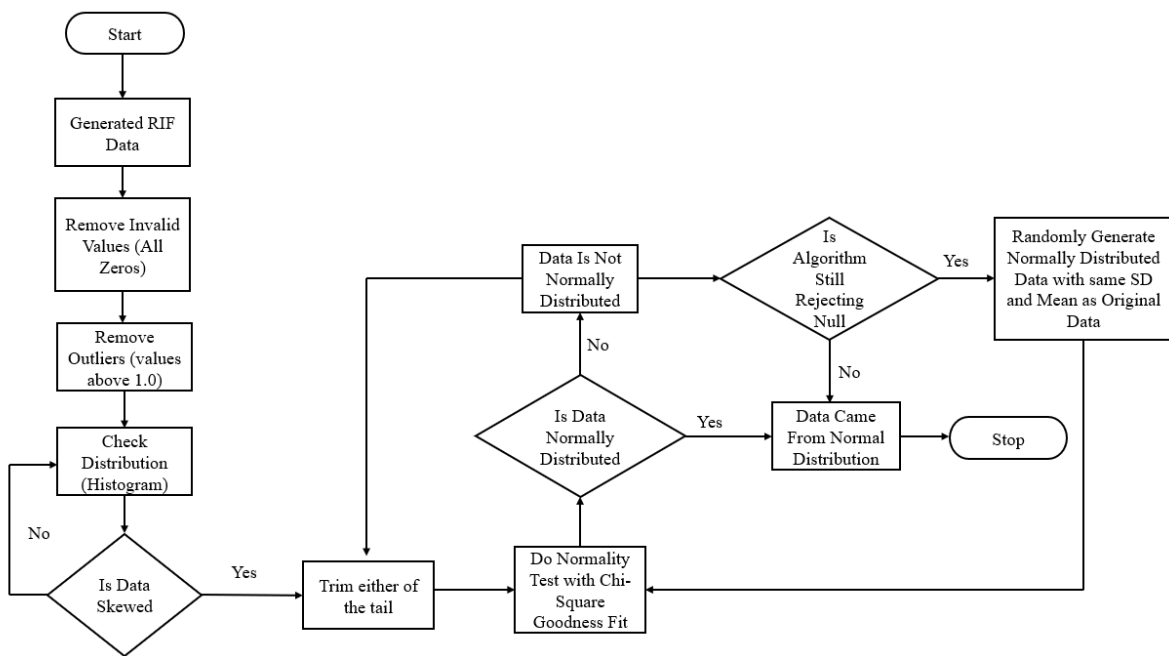 Start
Generated RIF
Data
Remove Invalid
Values (All
Zeros)
Remove
Outliers (values
above 1.0)
Check
Distribution
(Histogram)
No
Is Data
Skewed
Yes
Trim either of
the tail
Do Normality
Test with Chi-
Square
Goodness Fit
Is Data
Normally
Distributed
No
Yes
Data Is Not
Normally
Distributed
Is
Algorithm
Still
Rejecting
Null
Yes
No
Randomly Generate
Normally Distributed
Data with same SD
and Mean as Original
Data
Data Came
From Normal
Distribution
Stop